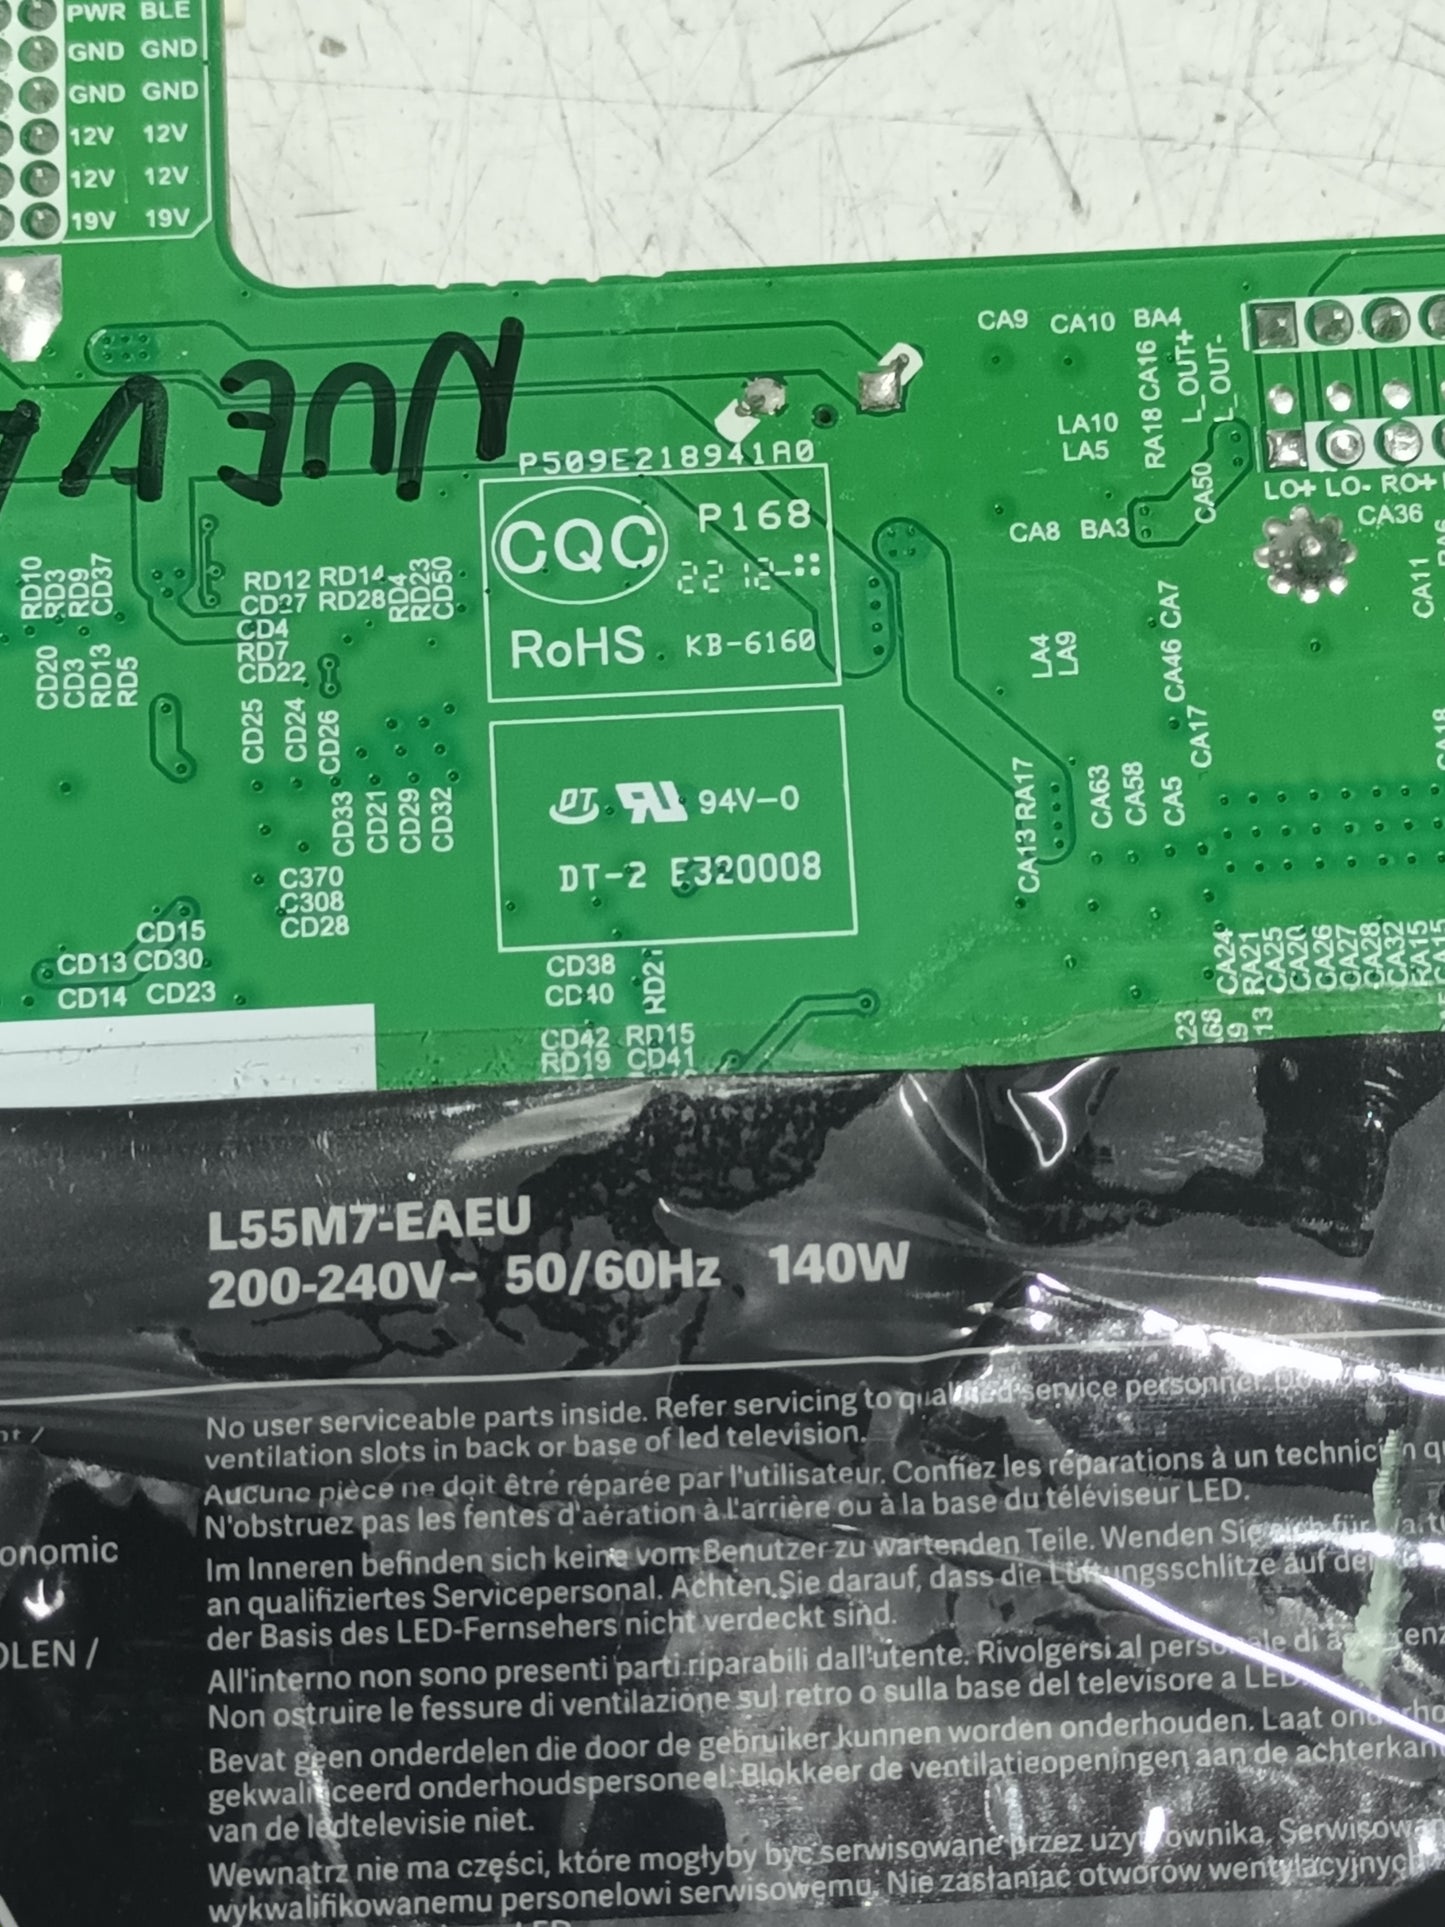 PWR BLE
GND GND
GND GND
12V 12V
12V 12V
19V 19V
NUEVA
CA9 CA10 BA4
RA18 CA16
L_OUT+
L_OUT-
LA10
LA5
CA50
LO+ LO- RO+
CA36
CA8 BA3
CA11
P509E218941A0
CQC P168
2212-
RoHS KB-6160
94V-0
DT-2 E320008
RD10
RD3
RD9
CD37
RD12 RD14
CD27 RD28
CD4
RD7
CD22
RD4
RD23
CD50
CD20
CD3
RD13
RD5
CD25
CD24
CD26
CD33
CD21
CD29
CD32
C370
C308
CD28
CD15
CD13 CD30
CD14 CD23
CD38
CD40
RD21
CD42 RD15
RD19 CD41
LA4
LA9
CA46 CA7
CA17
CA13 RA17
CA63
CA58
CA5
CA24
RA21
CA25
CA20
CA26
CA27
CA28
CA32
RA15
CA15
L55M7-EAEU
200-240V~ 50/60Hz 140W
No user serviceable parts inside. Refer servicing to qualified service personnel.
ventilation slots in back or base of led television.
Aucune pièce ne doit être réparée par l'utilisateur. Confiez les réparations à un technicien
N'obstruez pas les fentes d'aération à l'arrière ou à la base du téléviseur LED.
Im Inneren befinden sich keine vom Benutzer zu wartenden Teile. Wenden Sie sich für
an qualifiziertes Servicepersonal. Achten Sie darauf, dass die Lüftungsschlitze auf der
der Basis des LED-Fernsehers nicht verdeckt sind.
All'interno non sono presenti parti riparabili dall'utente. Rivolgersi al personale di
Non ostruire le fessure di ventilazione sul retro o sulla base del televisore a LED.
Bevat geen onderdelen die door de gebruiker kunnen worden onderhouden. Laat
gekwalificeerd onderhoudspersoneel. Blokkeer de ventilatieopeningen aan de
van de ledtelevisie niet.
Wewnątrz nie ma części, które mogłyby być serwisowane przez użytkownika.
wykwalifikowanemu personelowi serwisowemu. Nie zasłaniać otworów
onomic
OLEN /